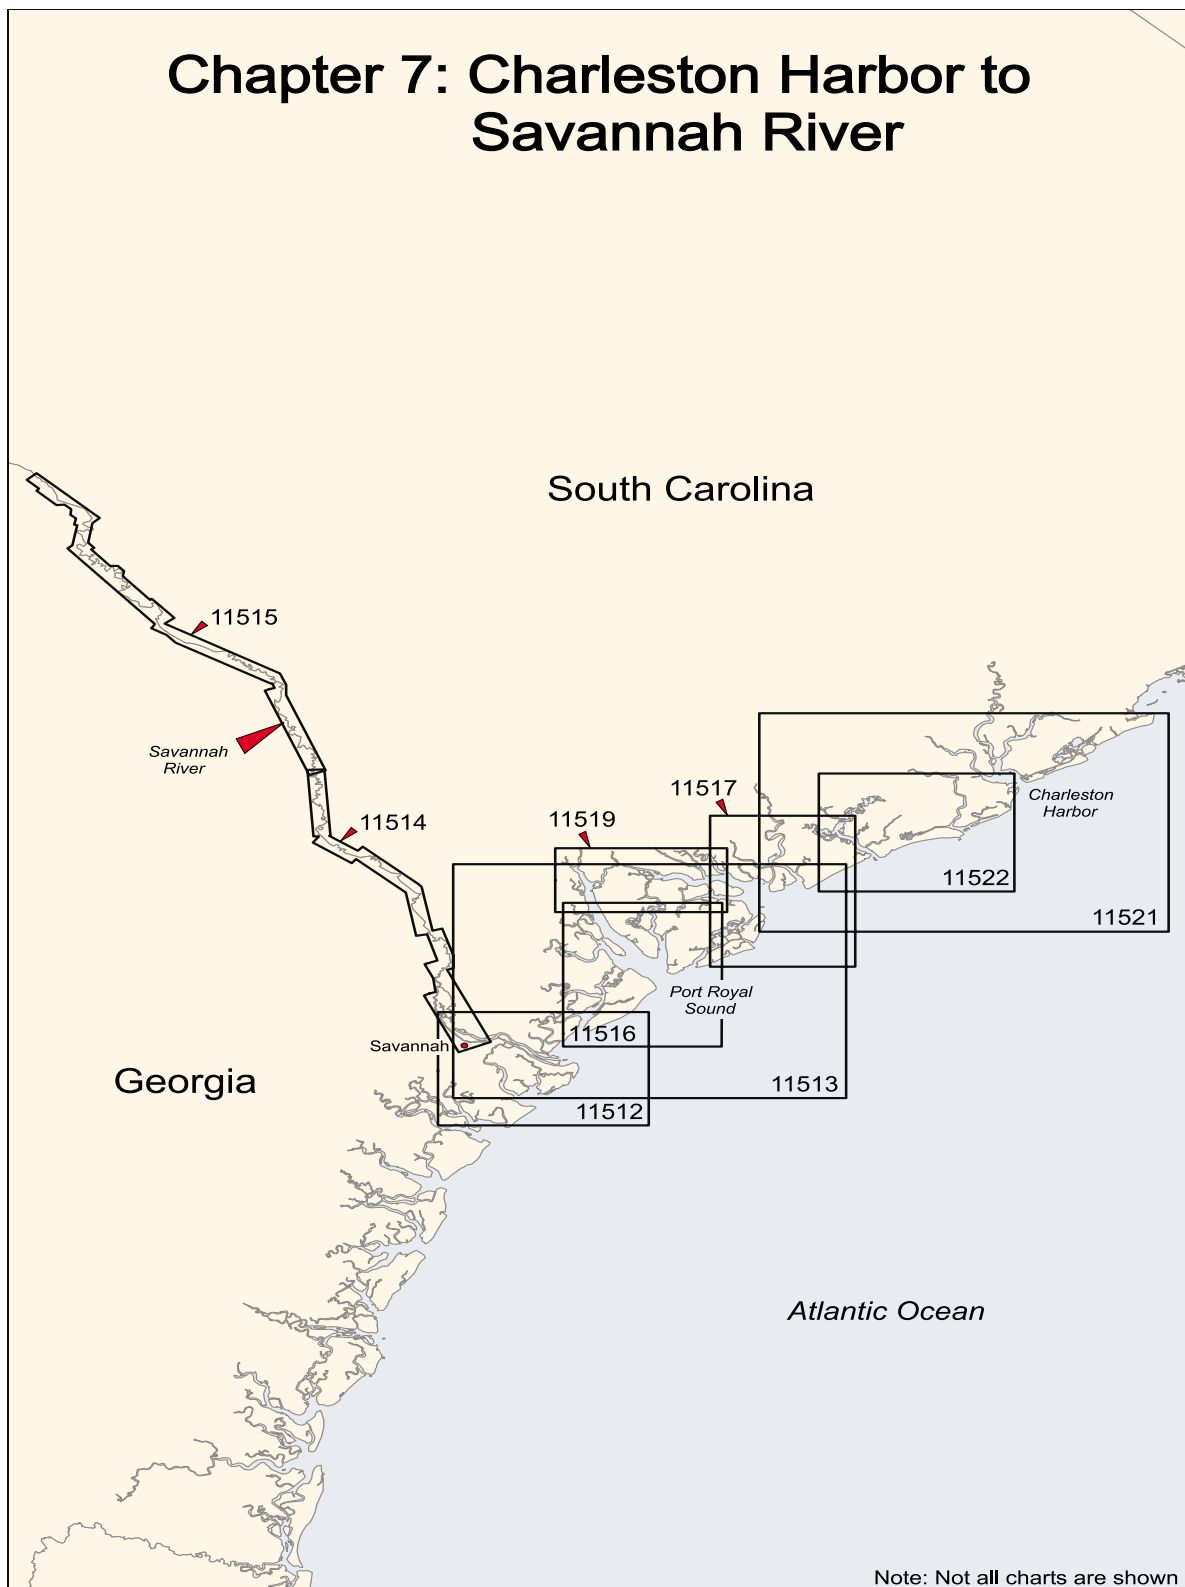 Chapter 7: Charleston Harbor to
Savannah River
South Carolina
11515
Savannah
River
11514
11519
11517
Charleston
Harbor
11522
11521
Port Royal
Sound
11516
Savannah
Georgia
11513
11512
Atlantic Ocean
Note: Not all charts are shown